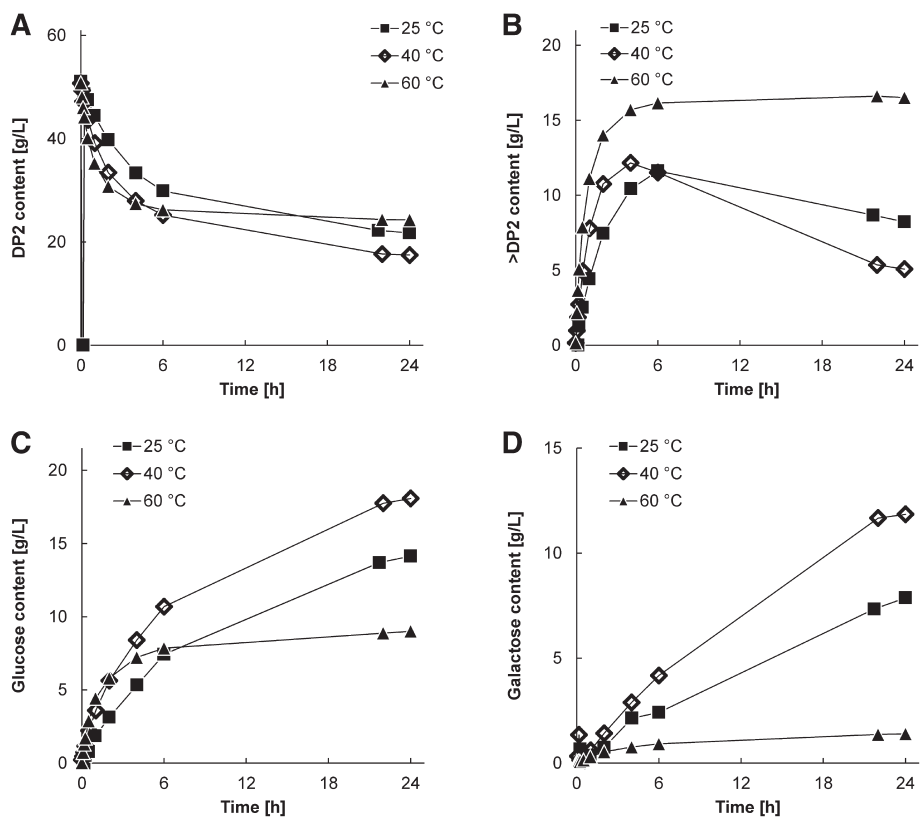 A
60
40
20
0
DP2 content [g/L]
25 °C
40 °C
60 °C
0 6 12 18 24
Time [h]
B
20
15
10
5
0
>DP2 content [g/L]
25 °C
40 °C
60 °C
0 6 12 18 24
Time [h]
C
20
15
10
5
0
Glucose content [g/L]
25 °C
40 °C
60 °C
0 6 12 18 24
Time [h]
D
15
10
5
0
Galactose content [g/L]
25 °C
40 °C
60 °C
0 6 12 18 24
Time [h]